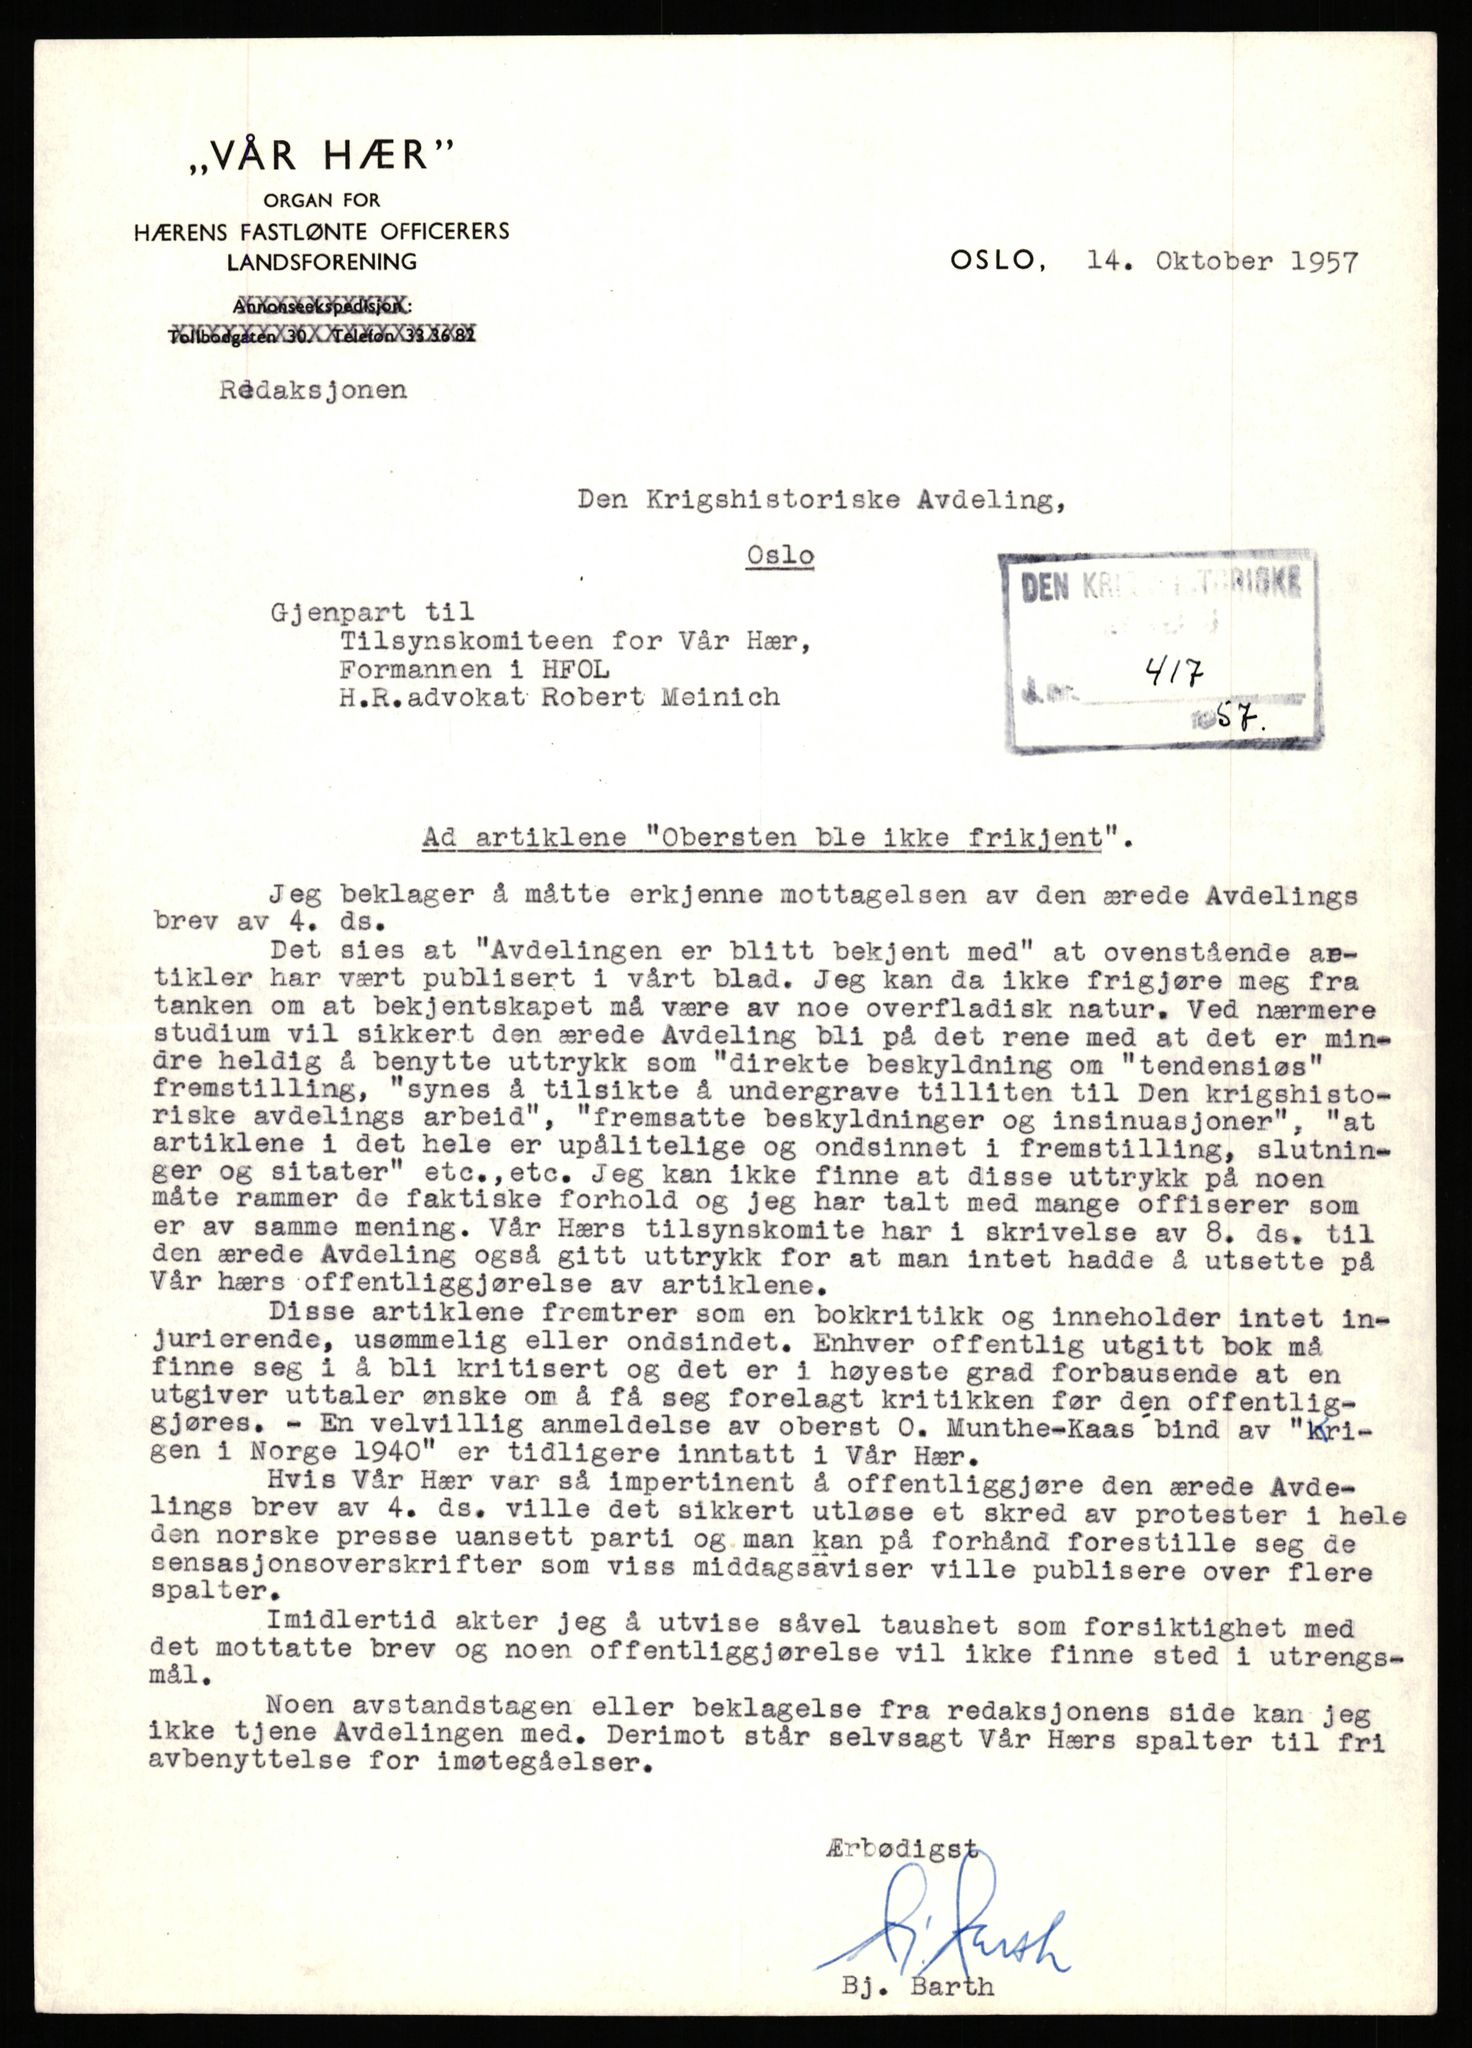 „VÅR HÆR”
ORGAN FOR
HÆRENS FASTLØNTE OFFICERERS
LANDSFORENING
Annonseekspedisjon:
Tollbodgaten 30. Telefon 33 36 82
Redaksjonen
OSLO, 14. Oktober 1957
Den Krigshistoriske Avdeling,
Oslo
DEN KRIGSHISTORISKE
J.nr. 417
1957.
Gjenpart til
Tilsynskomiteen for Vår Hær,
Formannen i HFOL
H.R.advokat Robert Meinich
Ad artiklene "Obersten ble ikke frikjent".
Jeg beklager å måtte erkjenne mottagelsen av den ærede Avdelings
brev av 4. ds.
Det sies at "Avdelingen er blitt bekjent med" at ovenstående ar-
tikler har vært publisert i vårt blad. Jeg kan da ikke frigjøre meg fra
tanken om at bekjentskapet må være av noe overfladisk natur. Ved nærmere
studium vil sikkert den ærede Avdeling bli på det rene med at det er min-
dre heldig å benytte uttrykk som "direkte beskyldning om "tendensiøs"
fremstilling, "synes å tilsikte å undergrave tilliten til Den krigshisto-
riske avdelings arbeid", "fremsatte beskyldninger og insinuasjoner", "at
artiklene i det hele er upålitelige og ondsinnet i fremstilling, slutnin-
ger og sitater" etc.,etc. Jeg kan ikke finne at disse uttrykk på noen
måte rammer de faktiske forhold og jeg har talt med mange offiserer som
er av samme mening. Vår Hærs tilsynskomite har i skrivelse av 8. ds. til
den ærede Avdeling også gitt uttrykk for at man intet hadde å utsette på
Vår hærs offentliggjørelse av artiklene.
Disse artiklene fremtrer som en bokkritikk og inneholder intet in-
jurierende, usømmelig eller ondsindet. Enhver offentlig utgitt bok må
finne seg i å bli kritisert og det er i høyeste grad forbausende at en
utgiver uttaler ønske om å få seg forelagt kritikken før den offentlig-
gjøres. - En velvillig anmeldelse av oberst O. Munthe-Kaas´bind av "Kri-
gen i Norge 1940" er tidligere inntatt i Vår Hær.
Hvis Vår Hær var så impertinent å offentliggjøre den ærede Avde-
lings brev av 4. ds. ville det sikkert utløse et skred av protester i hele
den norske presse uansett parti og man kan på forhånd forestille seg de
sensasjonsoverskrifter som viss middagsaviser ville publisere over flere
spalter.
Imidlertid akter jeg å utvise såvel taushet som forsiktighet med
det mottatte brev og noen offentliggjørelse vil ikke finne sted i utrengs-
mål.
Noen avstandstagen eller beklagelse fra redaksjonens side kan jeg
ikke tjene Avdelingen med. Derimot står selvsagt Vår Hærs spalter til fri
avbenyttelse for imøtegåelser.
Ærbødigst
Bj. Barth
Bj. Barth